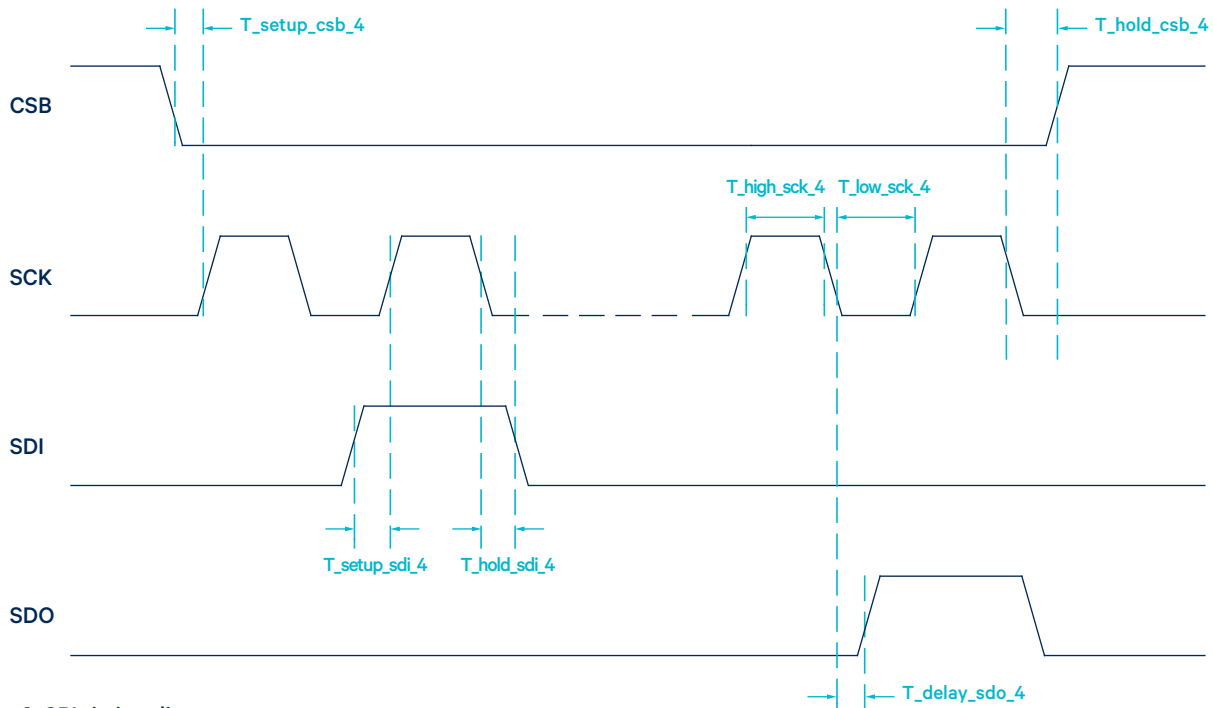 T_setup_csb_4
T_hold_csb_4
CSB
T_high_sck_4
T_low_sck_4
SCK
SDI
T_setup_sdi_4
T_hold_sdi_4
SDO
T_delay_sdo_4